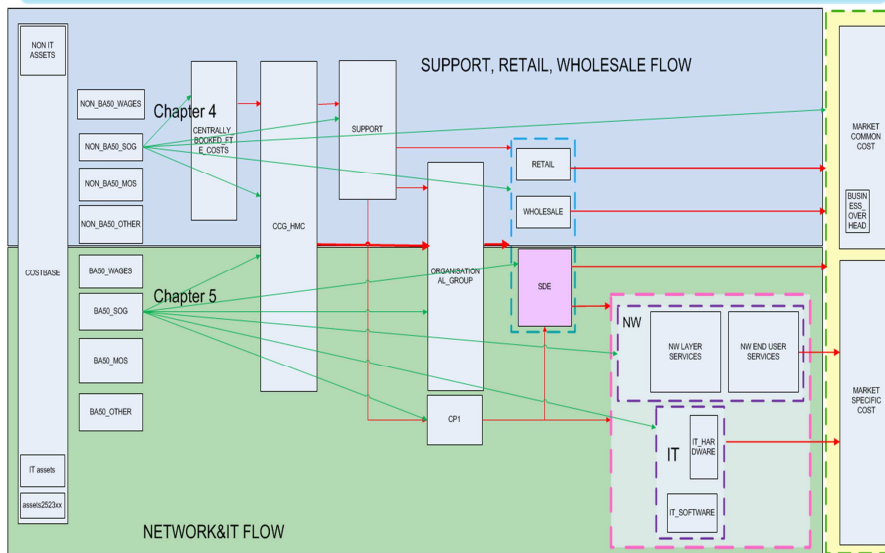 NON IT
ASSETS
COSTBASE
IT assets
assets2523xx
NON_BA50_WAGES
NON_BA50_SOG
NON_BA50_MOS
NON_BA50_OTHER
BA50_WAGES
BA50_SOG
BA50_MOS
BA50_OTHER
Chapter 4
Chapter 5
CENTRALLY
BOOKED_FT
E_COSTS
CCG_HMC
SUPPORT
SUPPORT, RETAIL, WHOLESALE FLOW
ORGANISATION
AL_GROUP
CP1
RETAIL
WHOLESALE
SDE
NW
NW LAYER
SERVICES
NW END USER
SERVICES
IT
IT_HAR
DWARE
IT_SOFTWARE
MARKET
COMMON
COST
BUSIN
ESS_
OVER
HEAD
MARKET
SPECIFIC
COST
NETWORK&IT FLOW